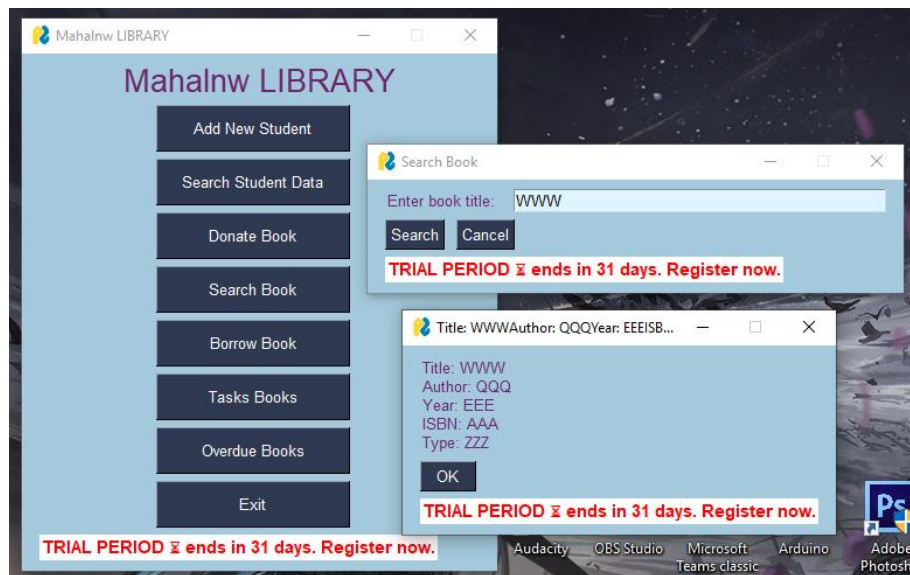 Mahalnw LIBRARY
Mahalnw LIBRARY
Add New Student
Search Student Data
Donate Book
Search Book
Borrow Book
Tasks Books
Overdue Books
Exit
TRIAL PERIOD ⌛ ends in 31 days. Register now.
Search Book
Enter book title: WWW
Search Cancel
TRIAL PERIOD ⌛ ends in 31 days. Register now.
Title: WWWAuthor: QQQYear: EEEISB...
Title: WWW
Author: QQQ
Year: EEE
ISBN: AAA
Type: ZZZ
OK
TRIAL PERIOD ⌛ ends in 31 days. Register now.
Ps
Audacity
OBS Studio
Microsoft
Teams classic
Arduino
Adobe
Photosh